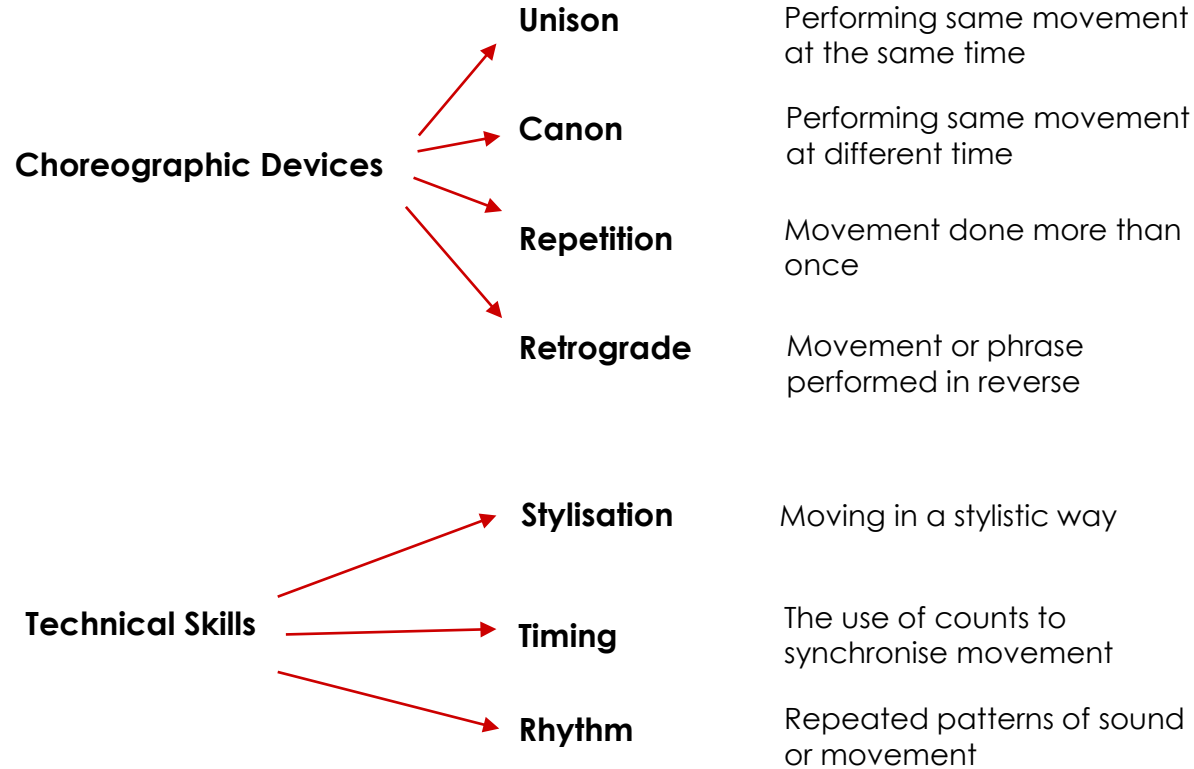 Choreographic Devices
Unison
Performing same movement
at the same time
Canon
Performing same movement
at different time
Repetition
Movement done more than
once
Retrograde
Movement or phrase
performed in reverse
Technical Skills
Stylisation
Moving in a stylistic way
Timing
The use of counts to
synchronise movement
Rhythm
Repeated patterns of sound
or movement